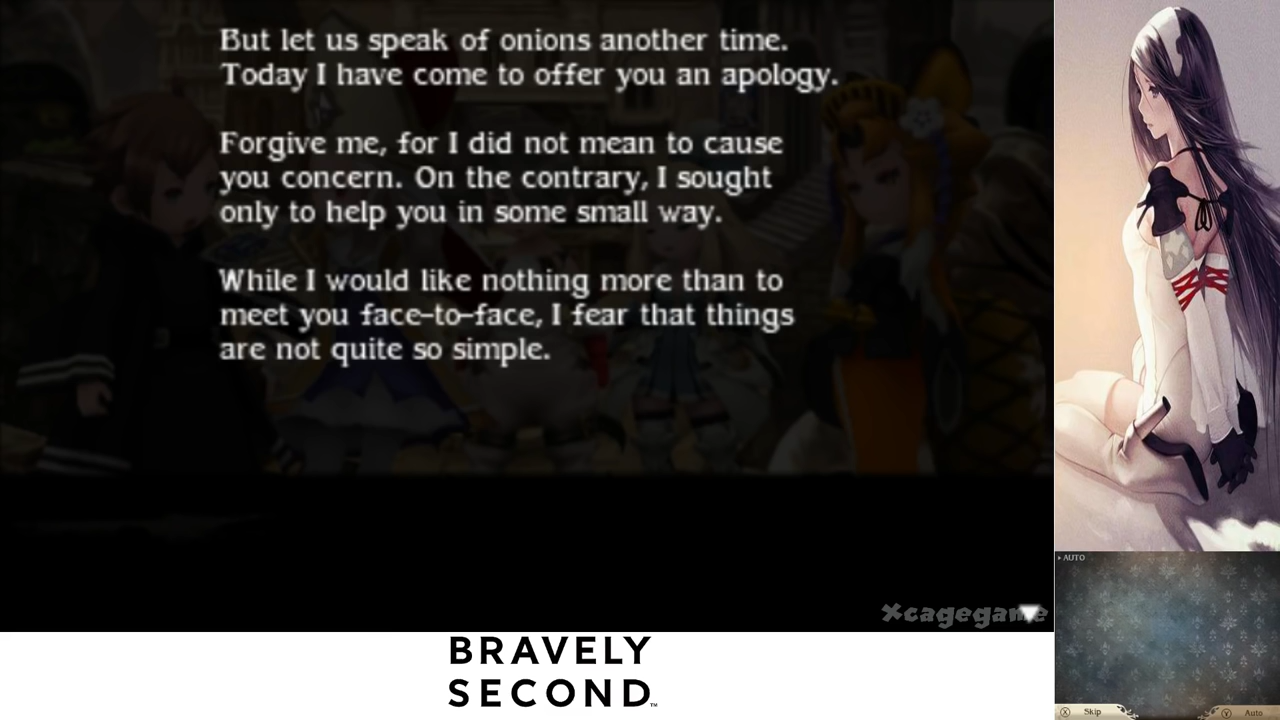 But let us speak of onions another time.
Today I have come to offer you an apology.
Forgive me, for I did not mean to cause
you concern. On the contrary, I sought
only to help you in some small way.
While I would like nothing more than to
meet you face-to-face, I fear that things
are not quite so simple.
Xcagegame
BRAVELY
SECOND™
AUTO
X Skip
Y Auto